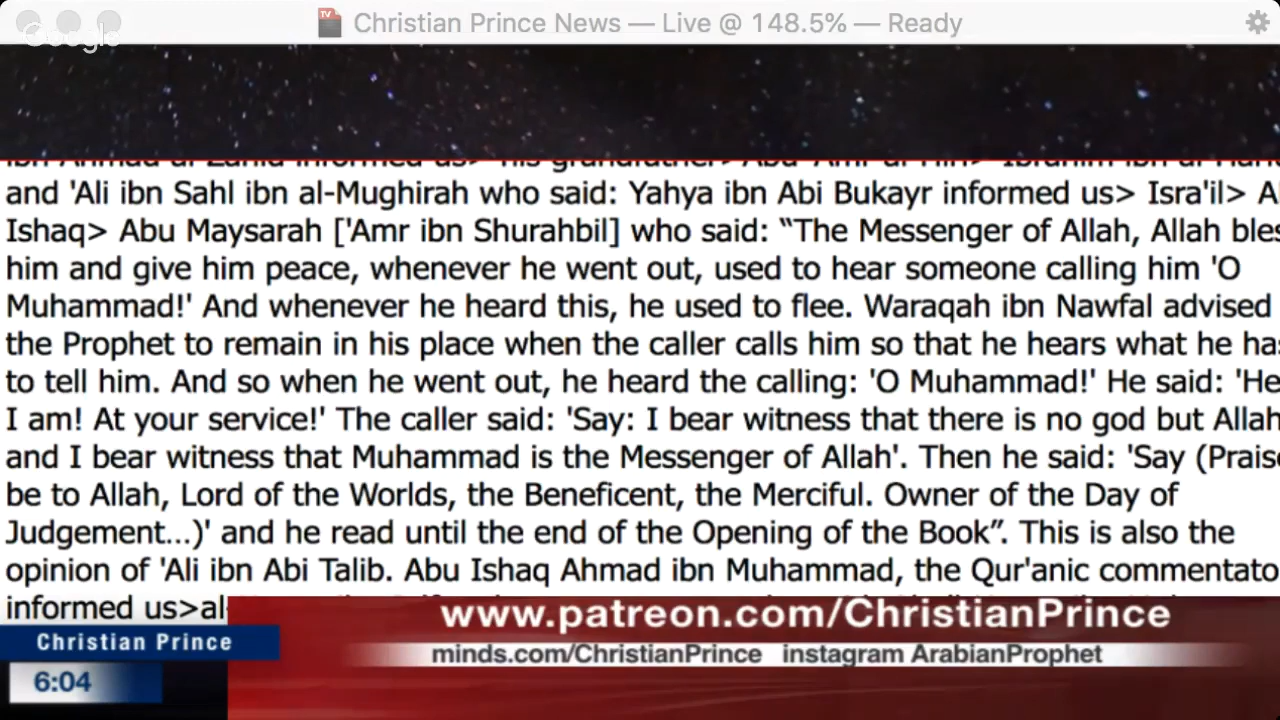 TV
Christian Prince News — Live @ 148.5% — Ready
Google
and 'Ali ibn Sahl ibn al-Mughirah who said: Yahya ibn Abi Bukayr informed us> Isra'il>
Ishaq> Abu Maysarah ['Amr ibn Shurahbil] who said: “The Messenger of Allah, Allah bles
him and give him peace, whenever he went out, used to hear someone calling him 'O
Muhammad!' And whenever he heard this, he used to flee. Waraqah ibn Nawfal advised
the Prophet to remain in his place when the caller calls him so that he hears what he ha
to tell him. And so when he went out, he heard the calling: 'O Muhammad!' He said: 'He
I am! At your service!' The caller said: 'Say: I bear witness that there is no god but Allah
and I bear witness that Muhammad is the Messenger of Allah'. Then he said: 'Say (Prais
be to Allah, Lord of the Worlds, the Beneficent, the Merciful. Owner of the Day of
Judgement...)' and he read until the end of the Opening of the Book”. This is also the
opinion of 'Ali ibn Abi Talib. Abu Ishaq Ahmad ibn Muhammad, the Qur'anic commentato
informed us>al-
www.patreon.com/ChristianPrince
Christian Prince
minds.com/ChristianPrince instagram ArabianProphet
6:04